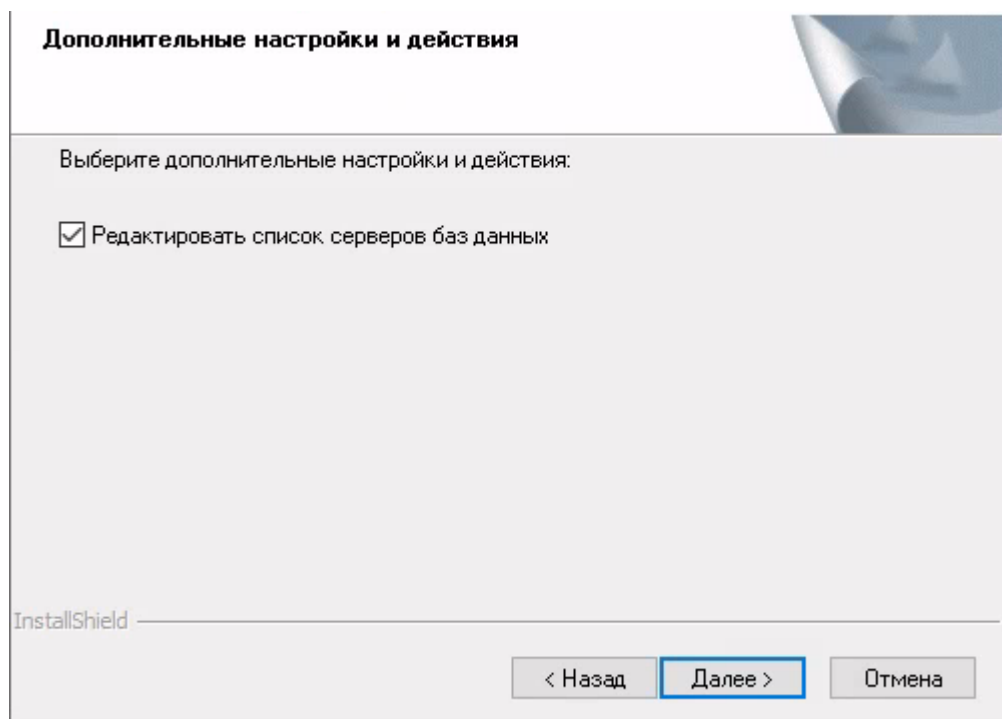 Дополнительные настройки и действия
Выберите дополнительные настройки и действия:
Редактировать список серверов баз данных
InstallShield
< Назад
Далее >
Отмена